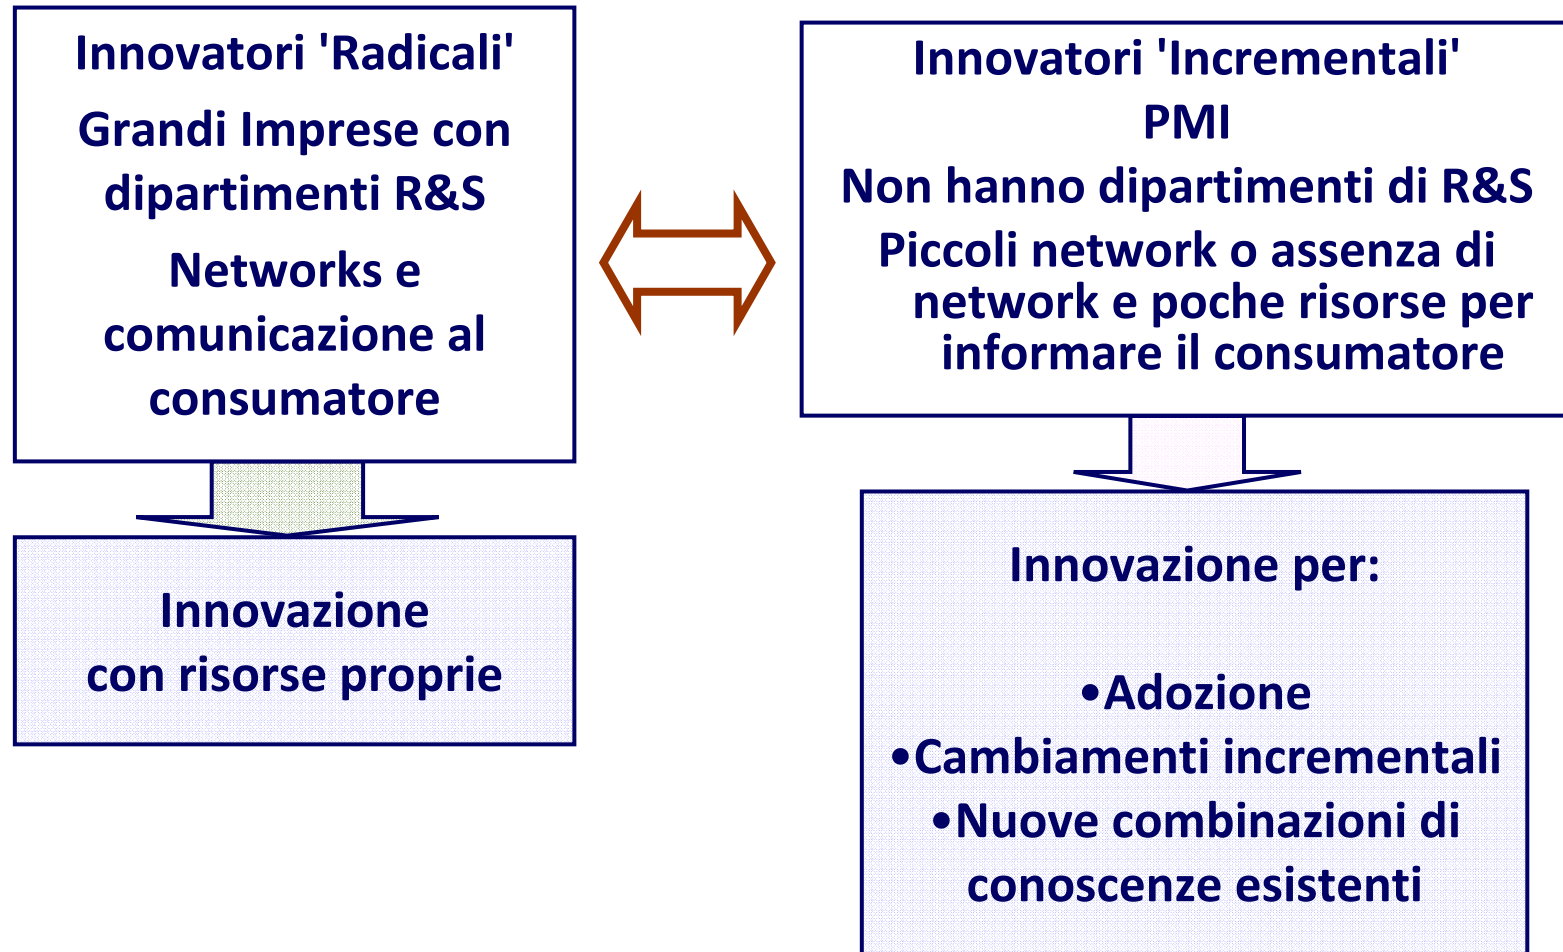 Innovatori 'Radicali'
Grandi Imprese con
dipartimenti R&S
Networks e
comunicazione al
consumatore
Innovazione
con risorse proprie
Innovatori 'Incrementali'
PMI
Non hanno dipartimenti di R&S
Piccoli network o assenza di
network e poche risorse per
informare il consumatore
Innovazione per:
•Adozione
•Cambiamenti incrementali
•Nuove combinazioni di
conoscenze esistenti